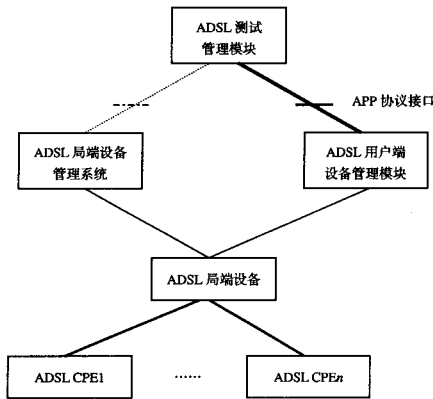 ADSL 测试
管理模块
APP 协议接口
ADSL 局端设备
管理系统
ADSL 用户端
设备管理模块
ADSL 局端设备
ADSL CPE1
……
ADSL CPEn